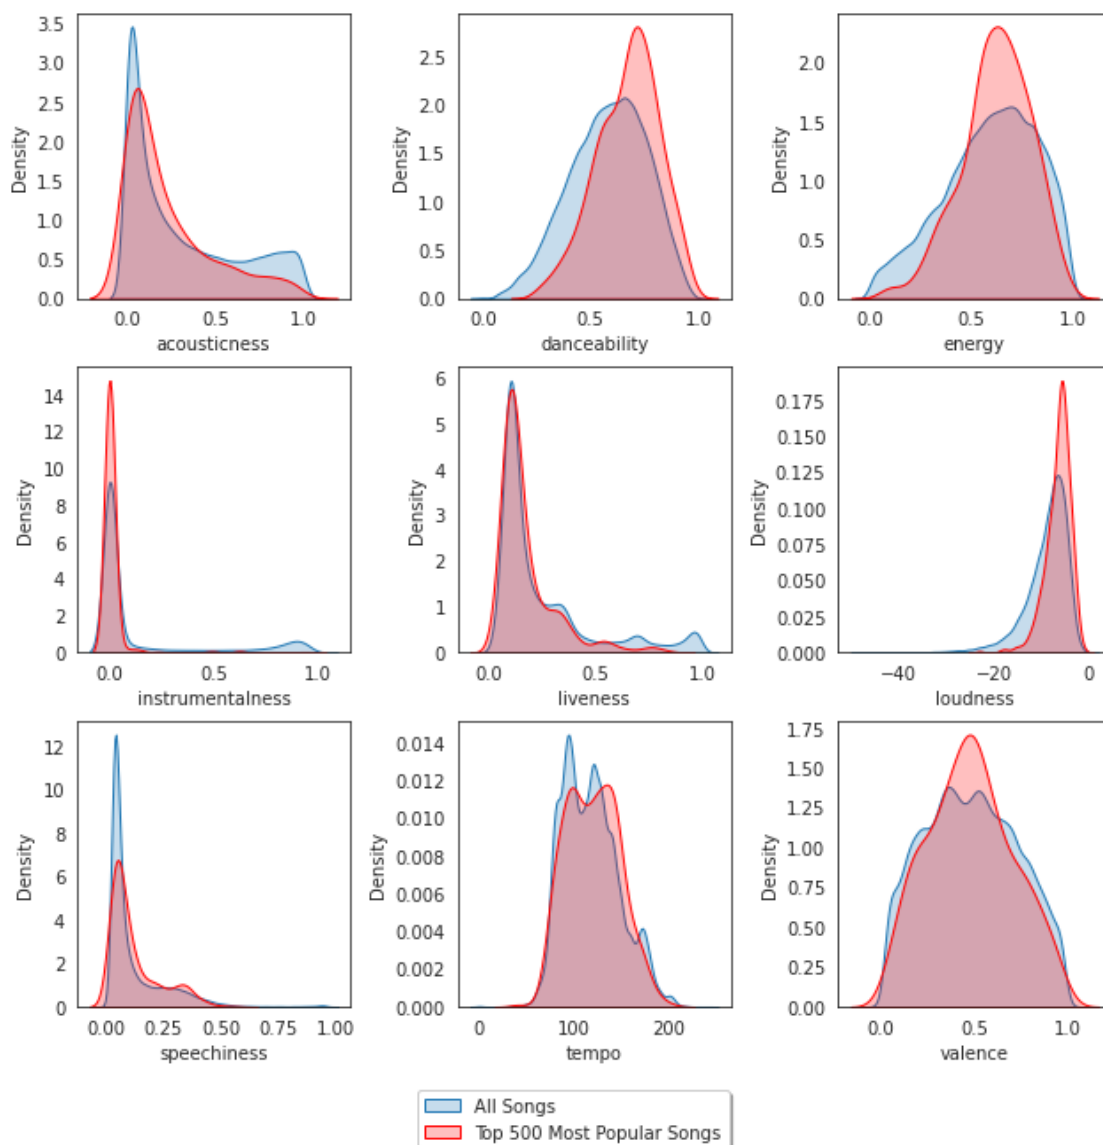 3.5
3.0
2.5
2.0
1.5
1.0
0.5
0.0
Density
0.0 0.5 1.0
acousticness
2.5
2.0
1.5
1.0
0.5
0.0
Density
0.0 0.5 1.0
danceability
2.0
1.5
1.0
0.5
0.0
Density
0.0 0.5 1.0
energy
14
12
10
8
6
4
2
0
Density
0.0 0.5 1.0
instrumentalness
6
5
4
3
2
1
0
Density
0.0 0.5 1.0
liveness
0.175
0.150
0.125
0.100
0.075
0.050
0.025
0.000
Density
−40 −20 0
loudness
12
10
8
6
4
2
0
Density
0.00 0.25 0.50 0.75 1.00
speechiness
0.014
0.012
0.010
0.008
0.006
0.004
0.002
0.000
Density
0 100 200
tempo
1.75
1.50
1.25
1.00
0.75
0.50
0.25
0.00
Density
0.0 0.5 1.0
valence
All Songs
Top 500 Most Popular Songs